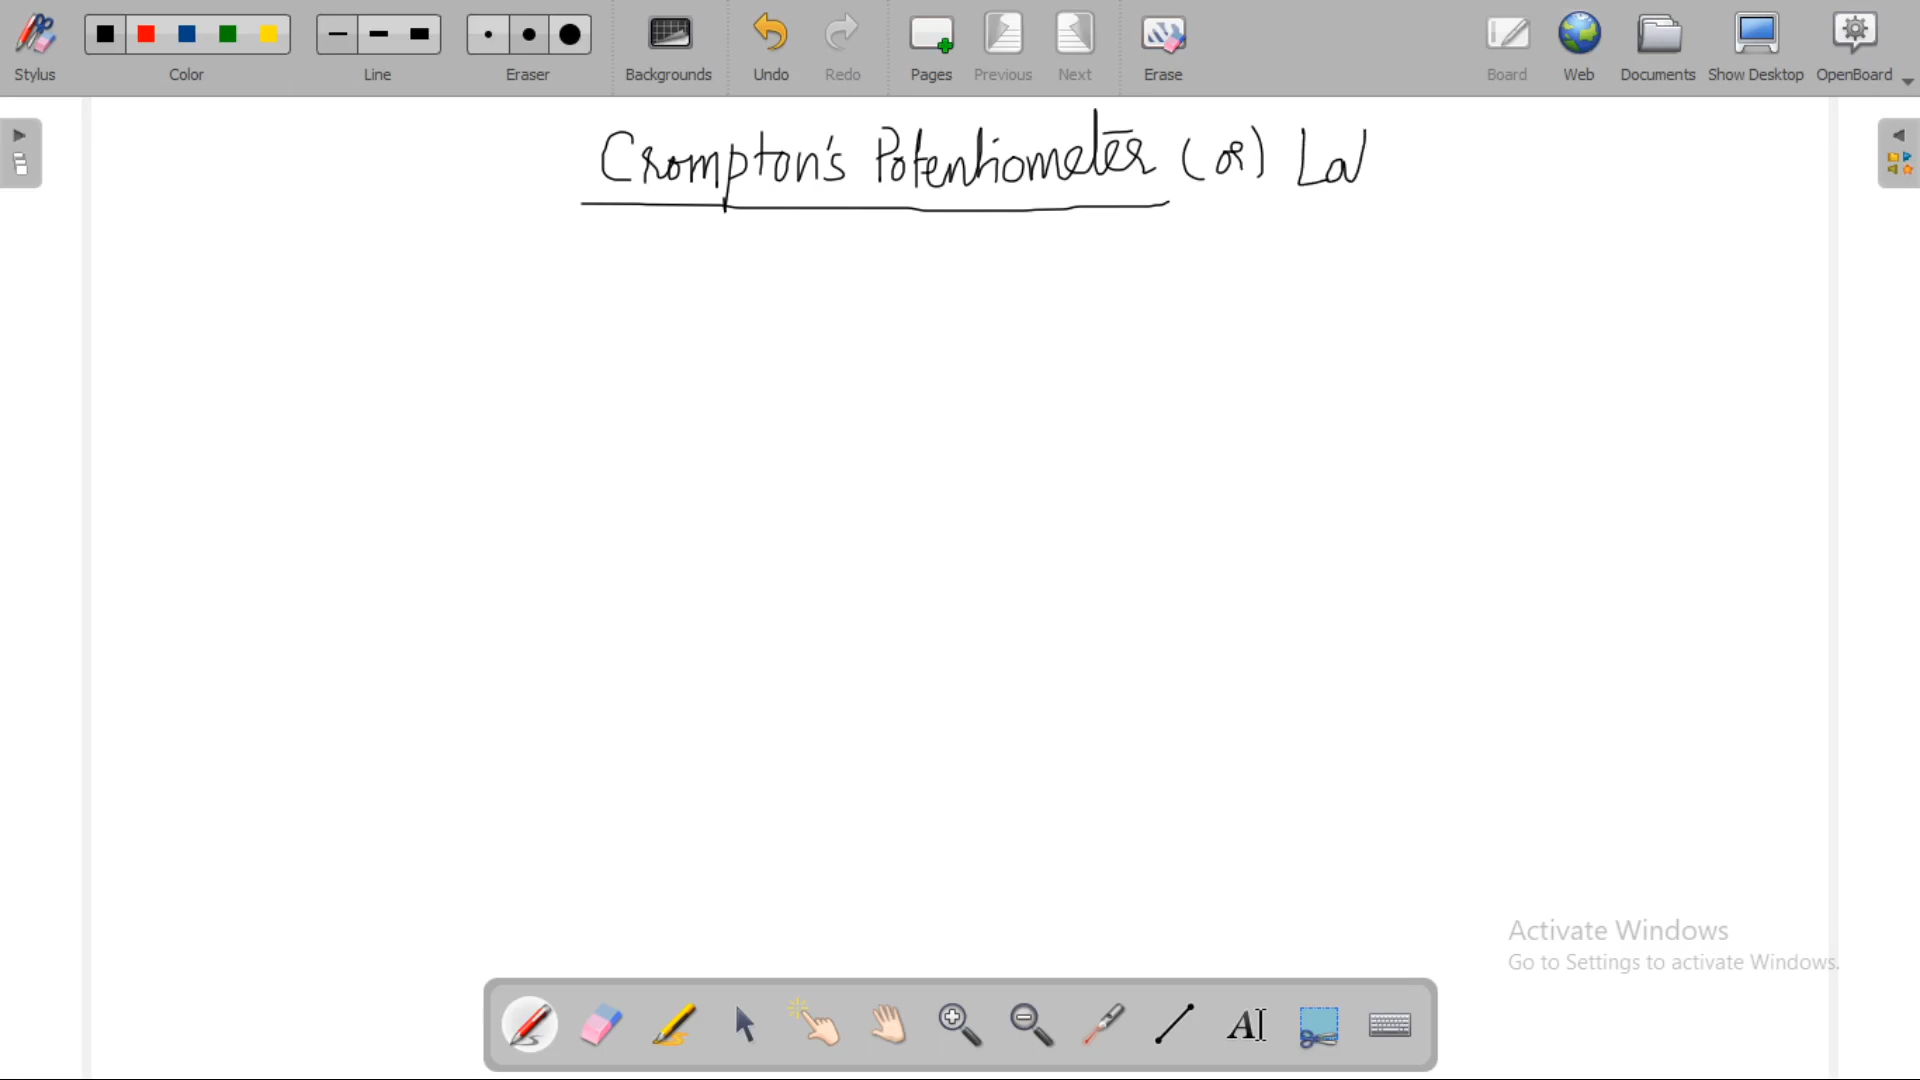 Stylus Color Line Eraser Backgrounds Undo Redo Pages Previous Next Erase Board Web Documents Show Desktop OpenBoard
Crompton's Potentiometer (or) La
Activate Windows
Go to Settings to activate Windows.